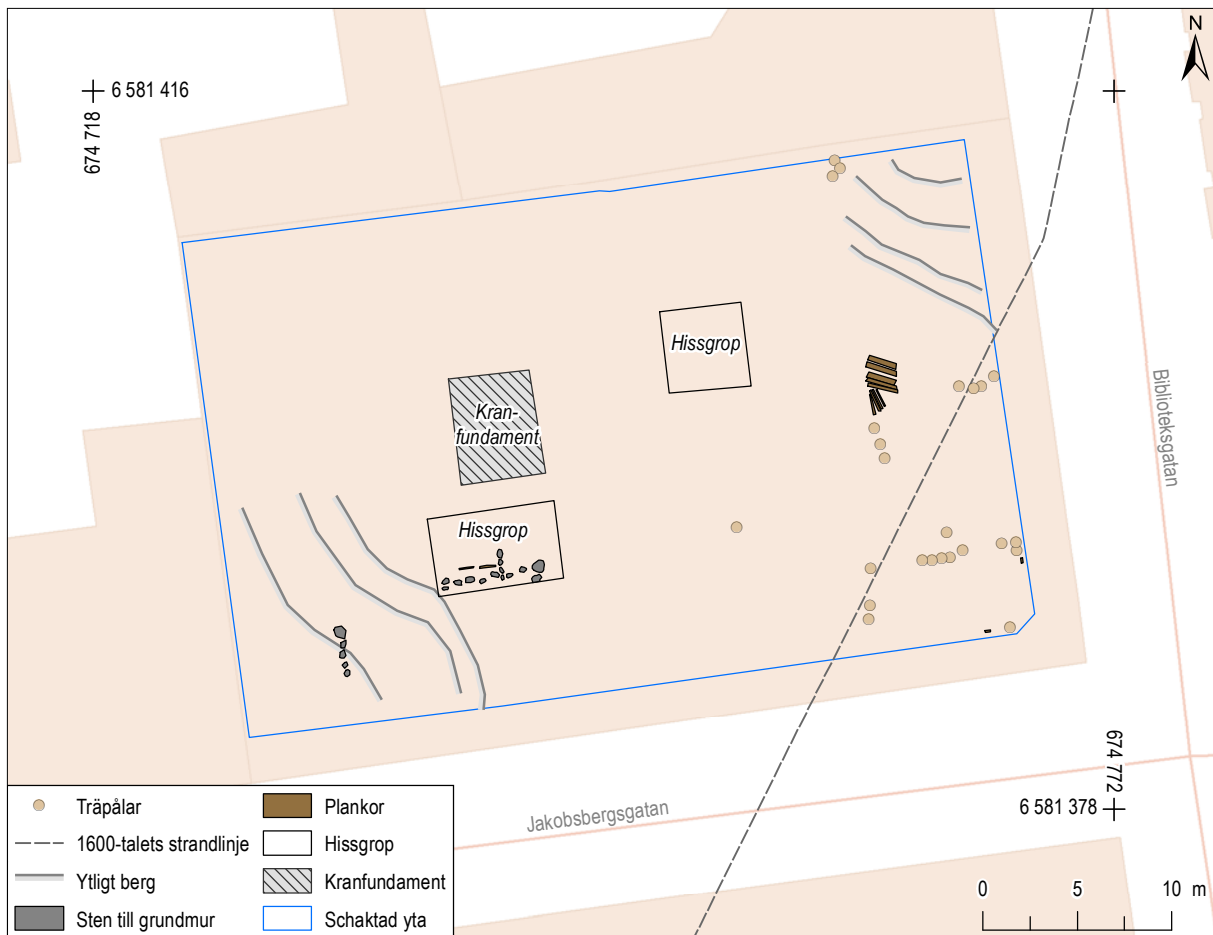 N
6 581 416
674 718
Hissgrop
Kran-
fundament
Hissgrop
Biblioteksgatan
674 772
6 581 378
Jakobsbergsgatan
Träpålar
1600-talets strandlinje
Ytligt berg
Sten till grundmur
Plankor
Hissgrop
Kranfundament
Schaktad yta
0 5 10 m